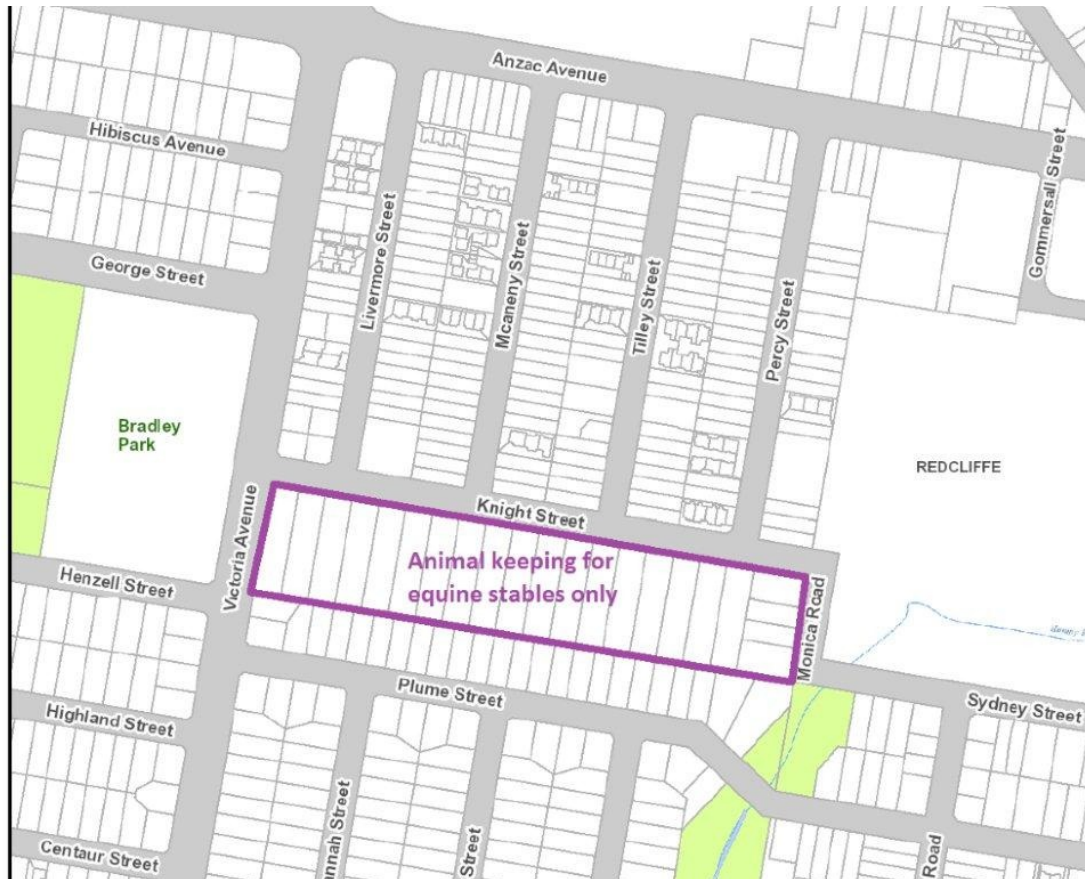 Anzac Avenue
Hibiscus Avenue
Gommersall Street
George Street
Livermore Street
Mcaneny Street
Tilley Street
Percy Street
Bradley
Park
REDCLIFFE
Victoria Avenue
Knight Street
Animal keeping for
equine stables only
Henzell Street
Monica Road
Plume Street
Sydney Street
Highland Street
annah Street
Street
Road
Centaur Street